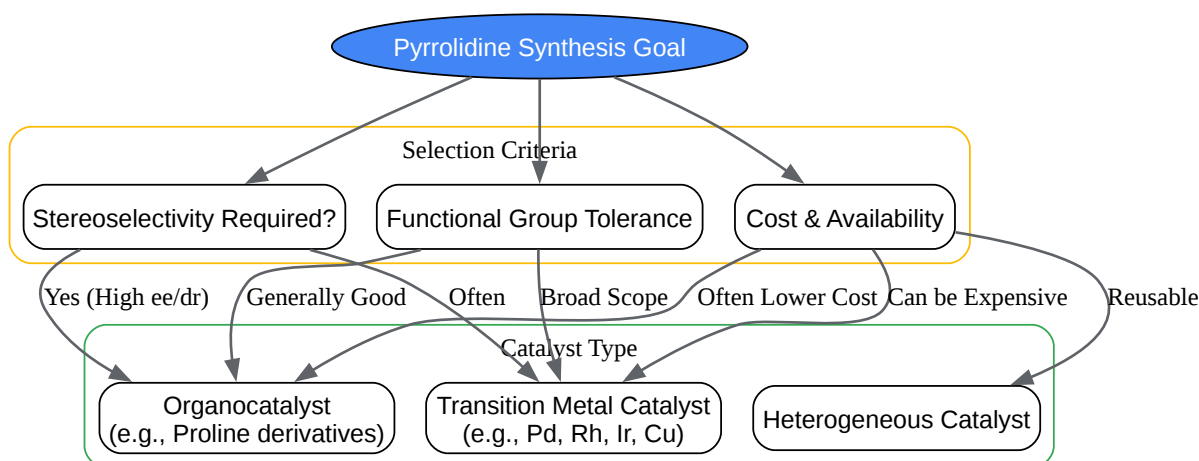 Pyrrolidine Synthesis Goal
Selection Criteria
Stereoselectivity Required?
Functional Group Tolerance
Cost & Availability
Yes (High ee/dr)
Generally Good
Often
Broad Scope
Often Lower Cost
Can be Expensive
Reusable
Catalyst Type
Organocatalyst
(e.g., Proline derivatives)
Transition Metal Catalyst
(e.g., Pd, Rh, Ir, Cu)
Heterogeneous Catalyst